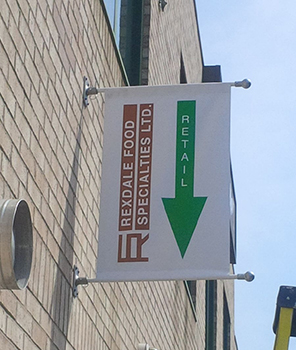 REXDALE FOOD
SPECIALTIES LTD.
RETAIL